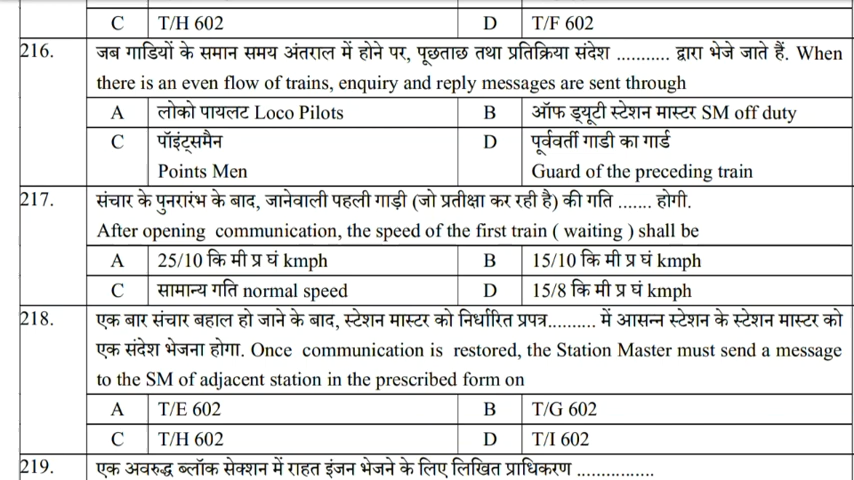 C T/H 602 D T/F 602
216. जब गाडियों के समान समय अंतराल में होने पर, पूछताछ तथा प्रतिक्रिया संदेश ........... द्वारा भेजे जाते हैं. When
there is an even flow of trains, enquiry and reply messages are sent through
A लोको पायलट Loco Pilots B ऑफ ड्यूटी स्टेशन मास्टर SM off duty
C पॉइंट्समैन D पूर्ववर्ती गाडी का गार्ड
Points Men Guard of the preceding train
217. संचार के पुनरारंभ के बाद, जानेवाली पहली गाड़ी (जो प्रतीक्षा कर रही है) की गति ....... होगी.
After opening communication, the speed of the first train ( waiting ) shall be
A 25/10 कि मी प्र घं kmph B 15/10 कि मी प्र घं kmph
C सामान्य गति normal speed D 15/8 कि मी प्र घं kmph
218. एक बार संचार बहाल हो जाने के बाद, स्टेशन मास्टर को निर्धारित प्रपत्र.......... में आसन्न स्टेशन के स्टेशन मास्टर को
एक संदेश भेजना होगा. Once communication is restored, the Station Master must send a message
to the SM of adjacent station in the prescribed form on
A T/E 602 B T/G 602
C T/H 602 D T/I 602
219. एक अवरुद्ध ब्लॉक सेक्शन में राहत इंजन भेजने के लिए लिखित प्राधिकरण ................